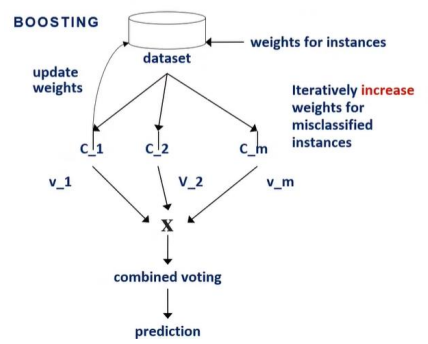 BOOSTING
weights for instances
dataset
update
weights
Iteratively increase
weights for
misclassified
instances
C_1
C_2
C_m
v_1
V_2
v_m
X
combined voting
prediction